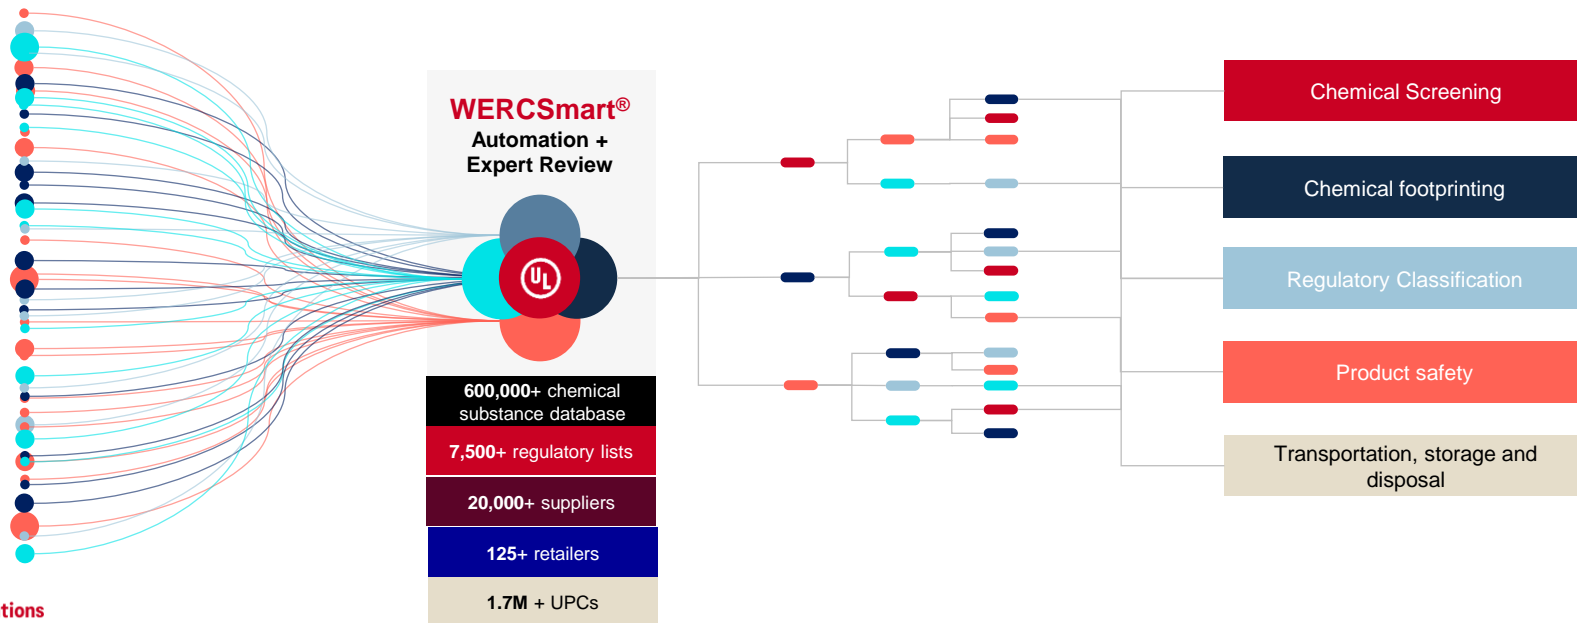 WERCSmart®
Automation +
Expert Review
UL
600,000+ chemical
substance database
7,500+ regulatory lists
20,000+ suppliers
125+ retailers
1.7M + UPCs
Chemical Screening
Chemical footprinting
Regulatory Classification
Product safety
Transportation, storage and
disposal
tions